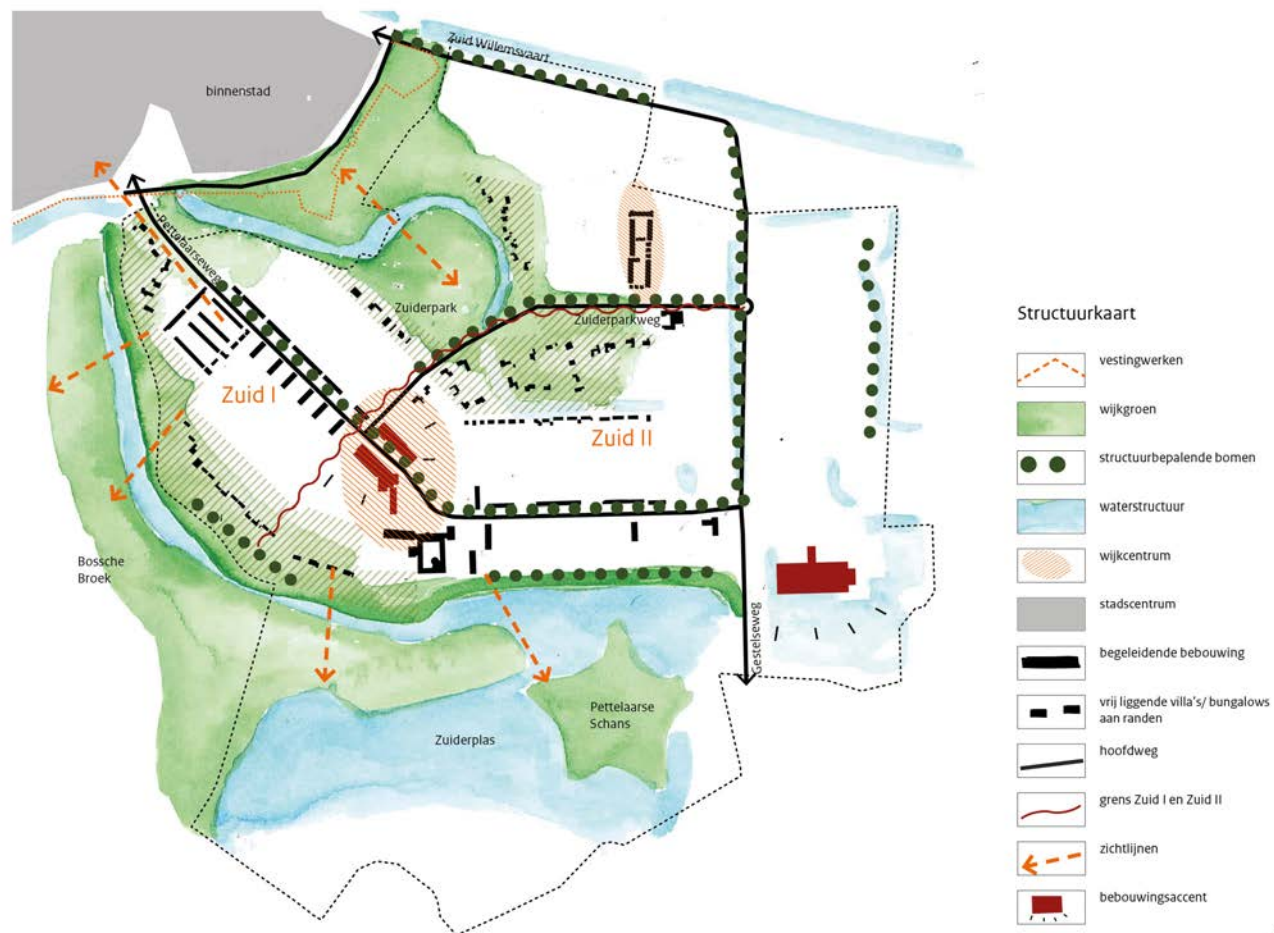 Zuid Willemsvaart
binnenstad
Pettelaarseweg
Zuiderpark
Zuiderparkweg
Zuid I
Zuid II
Bossche
Broek
Gestelseweg
Pettelaarse
Schans
Zuiderplas
Structuurkaart
vestingwerken
wijkgroen
structuurbepalende bomen
waterstructuur
wijkcentrum
stadscentrum
begeleidende bebouwing
vrij liggende villa's/ bungalows
aan randen
hoofdweg
grens Zuid I en Zuid II
zichtlijnen
bebouwingsaccent